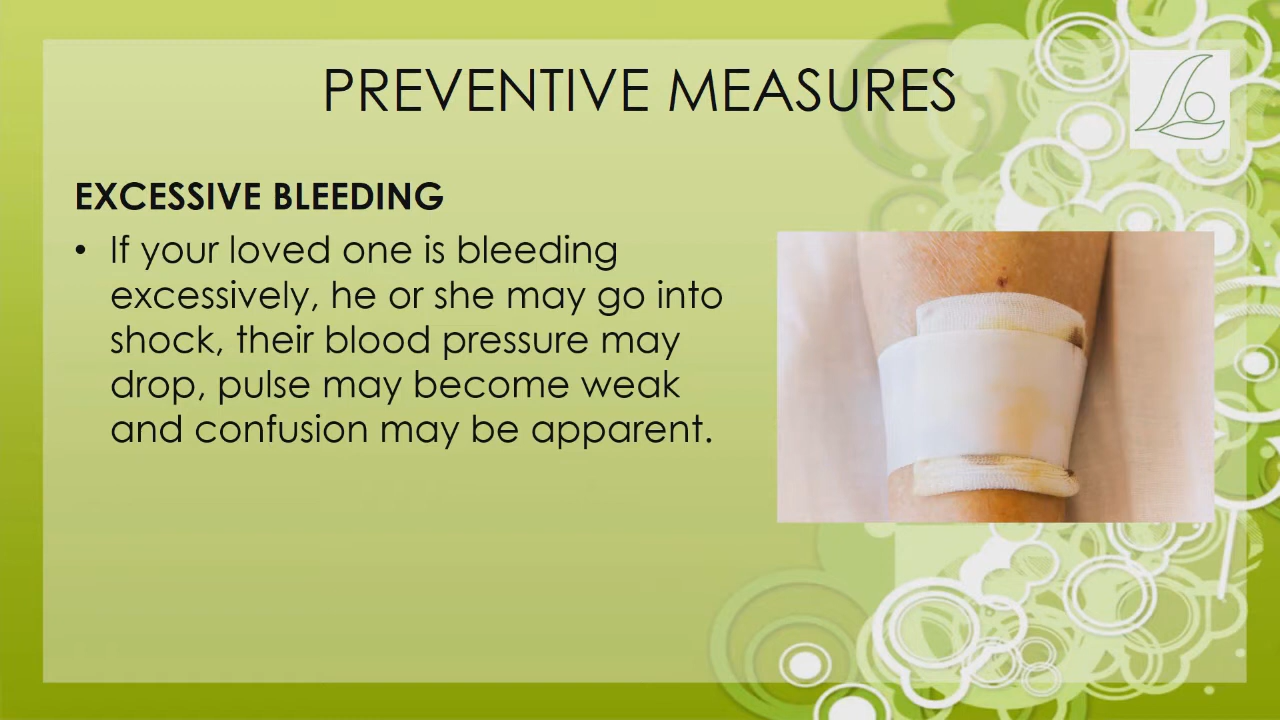 PREVENTIVE MEASURES
EXCESSIVE BLEEDING
• If your loved one is bleeding
excessively, he or she may go into
shock, their blood pressure may
drop, pulse may become weak
and confusion may be apparent.